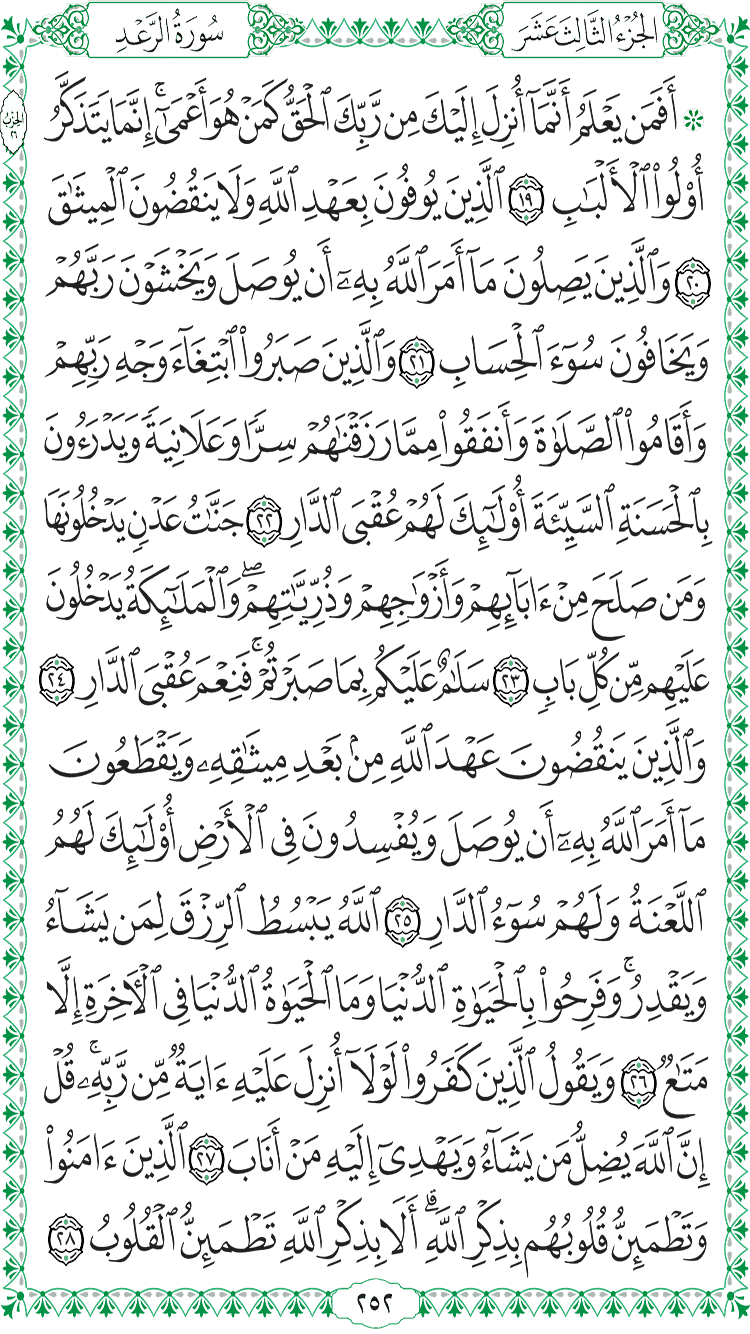 سُورَةُ الرَّعْدِ
الجُزْءُ الثَّالِثَ عَشَرَ
الحزب
٢٦
۞ أَفَمَن يَعْلَمُ أَنَّمَآ أُنزِلَ إِلَيْكَ مِن رَّبِّكَ ٱلْحَقُّ كَمَنْ هُوَ أَعْمَىٰٓۚ إِنَّمَا يَتَذَكَّرُ
أُوْلُواْ ٱلْأَلْبَٰبِ ١٩ ٱلَّذِينَ يُوفُونَ بِعَهْدِ ٱللَّهِ وَلَا يَنقُضُونَ ٱلْمِيثَٰقَ
٢٠ وَٱلَّذِينَ يَصِلُونَ مَآ أَمَرَ ٱللَّهُ بِهِۦٓ أَن يُوصَلَ وَيَخْشَوْنَ رَبَّهُمْ
وَيَخَافُونَ سُوٓءَ ٱلْحِسَابِ ٢١ وَٱلَّذِينَ صَبَرُواْ ٱبْتِغَآءَ وَجْهِ رَبِّهِمْ
وَأَقَامُواْ ٱلصَّلَوٰةَ وَأَنفَقُواْ مِمَّا رَزَقْنَٰهُمْ سِرًّا وَعَلَانِيَةً وَيَدْرَءُونَ
بِٱلْحَسَنَةِ ٱلسَّيِّئَةَ أُوْلَٰٓئِكَ لَهُمْ عُقْبَى ٱلدَّارِ ٢٢ جَنَّٰتُ عَدْنٍ يَدْخُلُونَهَا
وَمَن صَلَحَ مِنْ ءَابَآئِهِمْ وَأَزْوَٰجِهِمْ وَذُرِّيَّٰتِهِمْۖ وَٱلْمَلَٰٓئِكَةُ يَدْخُلُونَ
عَلَيْهِم مِّن كُلِّ بَابٍ ٢٣ سَلَٰمٌ عَلَيْكُم بِمَا صَبَرْتُمْۚ فَنِعْمَ عُقْبَى ٱلدَّارِ ٢٤
وَٱلَّذِينَ يَنقُضُونَ عَهْدَ ٱللَّهِ مِنۢ بَعْدِ مِيثَٰقِهِۦ وَيَقْطَعُونَ
مَآ أَمَرَ ٱللَّهُ بِهِۦٓ أَن يُوصَلَ وَيُفْسِدُونَ فِى ٱلْأَرْضِ أُوْلَٰٓئِكَ لَهُمُ
ٱللَّعْنَةُ وَلَهُمْ سُوٓءُ ٱلدَّارِ ٢٥ ٱللَّهُ يَبْسُطُ ٱلرِّزْقَ لِمَن يَشَآءُ
وَيَقْدِرُۚ وَفَرِحُواْ بِٱلْحَيَوٰةِ ٱلدُّنْيَا وَمَا ٱلْحَيَوٰةُ ٱلدُّنْيَا فِى ٱلْأَخِرَةِ إِلَّا
مَتَٰعٌ ٢٦ وَيَقُولُ ٱلَّذِينَ كَفَرُواْ لَوْلَآ أُنزِلَ عَلَيْهِ ءَايَةٌ مِّن رَّبِّهِۦۚ قُلْ
إِنَّ ٱللَّهَ يُضِلُّ مَن يَشَآءُ وَيَهْدِىٓ إِلَيْهِ مَنْ أَنَابَ ٢٧ ٱلَّذِينَ ءَامَنُواْ
وَتَطْمَئِنُّ قُلُوبُهُم بِذِكْرِ ٱللَّهِۗ أَلَا بِذِكْرِ ٱللَّهِ تَطْمَئِنُّ ٱلْقُلُوبُ ٢٨
٢٥٢